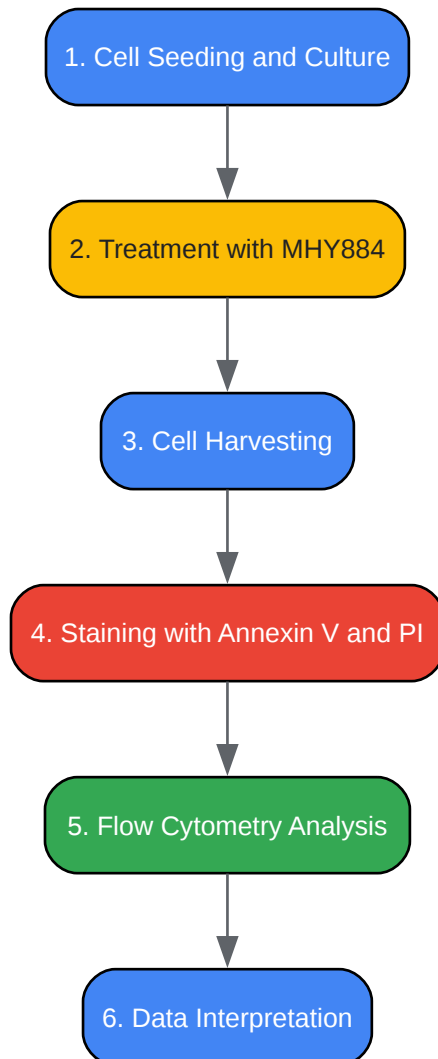 1. Cell Seeding and Culture
2. Treatment with MHY884
3. Cell Harvesting
4. Staining with Annexin V and PI
5. Flow Cytometry Analysis
6. Data Interpretation